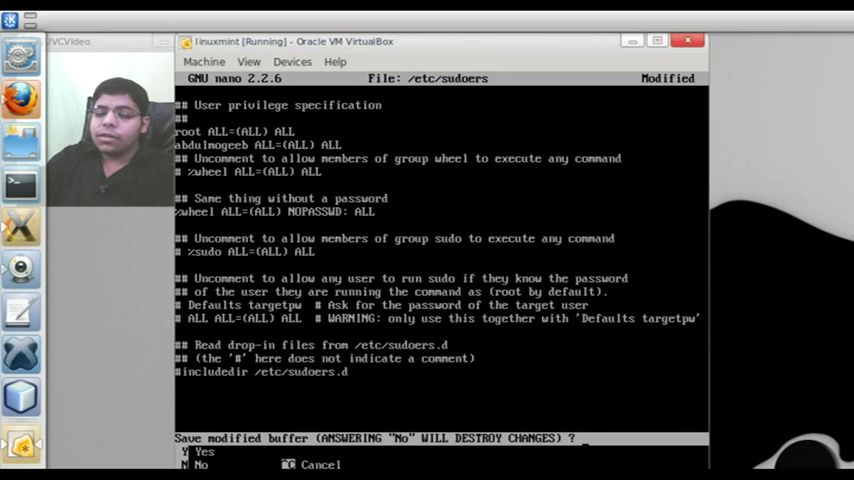 UVCVideo
linuxmint [Running] - Oracle VM VirtualBox
Machine View Devices Help
GNU nano 2.2.6 File: /etc/sudoers Modified
## User privilege specification
##
root ALL=(ALL) ALL
abdulmogeeb ALL=(ALL) ALL
## Uncomment to allow members of group wheel to execute any command
# %wheel ALL=(ALL) ALL
## Same thing without a password
%wheel ALL=(ALL) NOPASSWD: ALL
## Uncomment to allow members of group sudo to execute any command
# %sudo ALL=(ALL) ALL
## Uncomment to allow any user to run sudo if they know the password
## of the user they are running the command as (root by default).
# Defaults targetpw # Ask for the password of the target user
# ALL ALL=(ALL) ALL # WARNING: only use this together with 'Defaults targetpw'
## Read drop-in files from /etc/sudoers.d
## (the '#' here does not indicate a comment)
#includedir /etc/sudoers.d
Save modified buffer (ANSWERING "No" WILL DESTROY CHANGES) ?
Y Yes
N No ^C Cancel